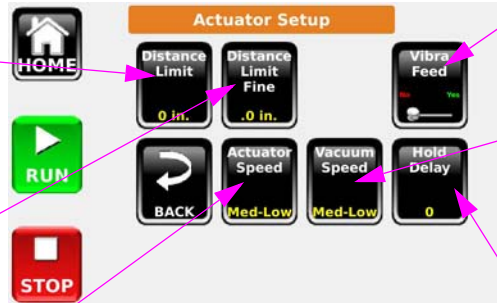 Actuator Setup
HOME
Distance
Limit
0 in.
Distance
Limit
Fine
.0 in.
Vibra
Feed
No Yes
RUN
BACK
Actuator
Speed
Med-Low
Vacuum
Speed
Med-Low
Hold
Delay
0
STOP